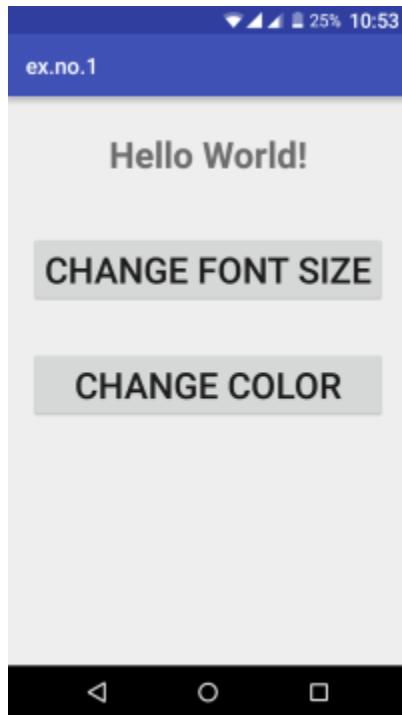 25% 10:53
ex.no.1
Hello World!
CHANGE FONT SIZE
CHANGE COLOR